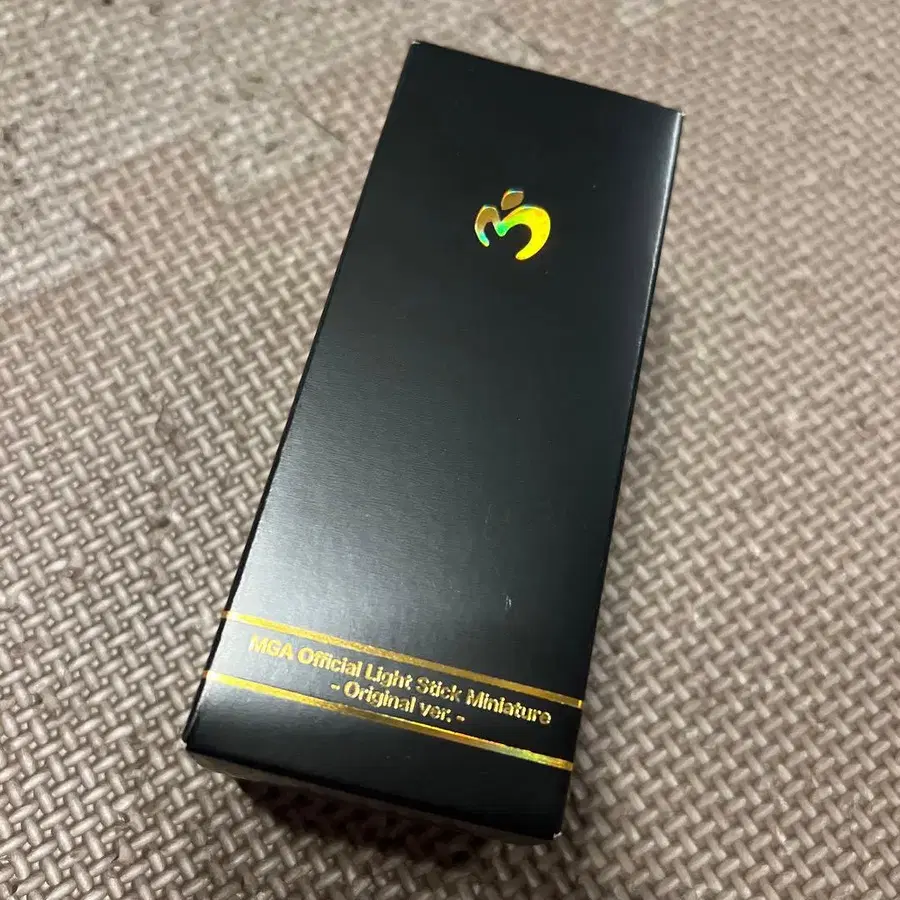 MGA Official Light Stick Miniature
- Original ver. -